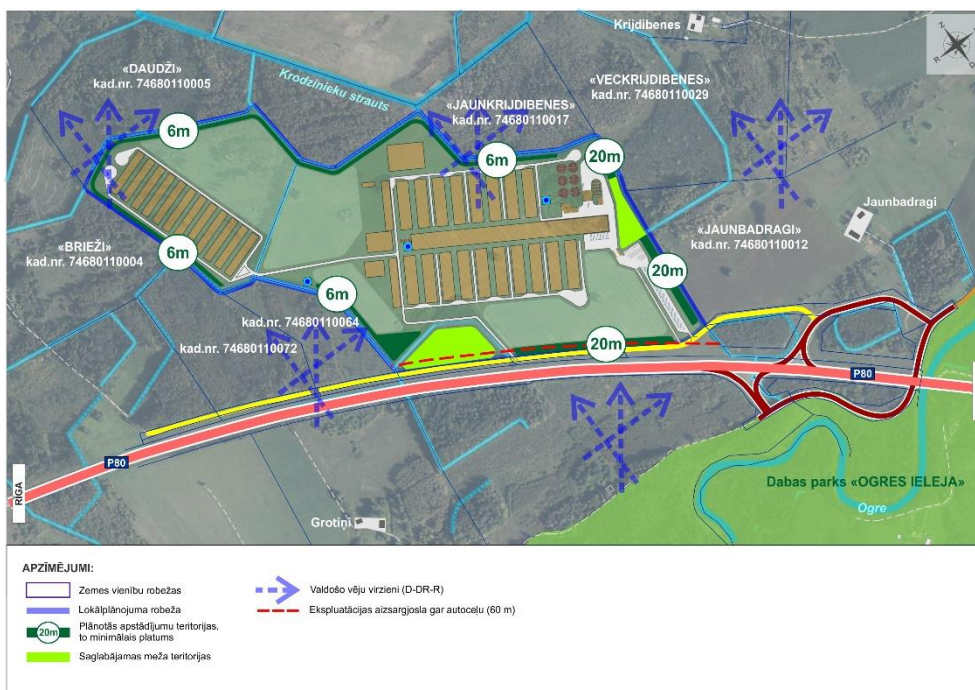 Krijdibenes
«DAUDŽI»
kad.nr. 74680110005
Krodzinieku strauts
«VECKRIJDIBENES»
kad.nr. 74680110029
«JAUNKRIJDIBENES»
kad.nr. 74680110017
6m
6m
20m
Jaunbadragi
«BRIEŽI»
kad.nr. 74680110004
6m
«JAUNBADRAGI»
kad.nr. 74680110012
20m
6m
kad.nr. 74680110064
kad.nr. 74680110072
20m
P80
P80
RĪGA
Dabas parks «OGRES IELEJA»
Ogre
Grotiņi
APZĪMĒJUMI:
Zemes vienību robežas
Lokālplānojuma robeža
20m
Plānotās apstādījumu teritorijas,
to minimālais platums
Saglabājamas meža teritorijas
Valdošo vēju virzieni (D-DR-R)
Ekspluatācijas aizsargjosla gar autoceļu (60 m)